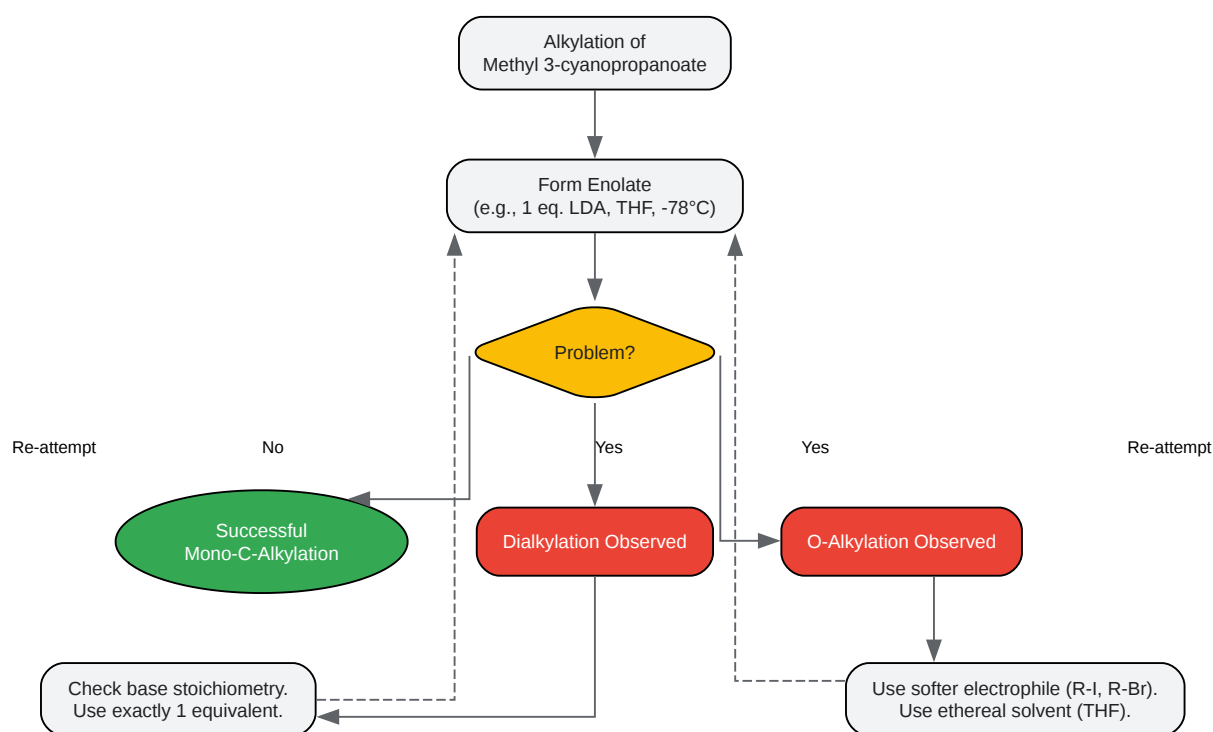 Alkylation of
Methyl 3-cyanopropanoate
Form Enolate
(e.g., 1 eq. LDA, THF, -78°C)
Problem?
Re-attempt
No
Yes
Yes
Re-attempt
Successful
Mono-C-Alkylation
Dialkylation Observed
O-Alkylation Observed
Check base stoichiometry.
Use exactly 1 equivalent.
Use softer electrophile (R-I, R-Br).
Use ethereal solvent (THF).